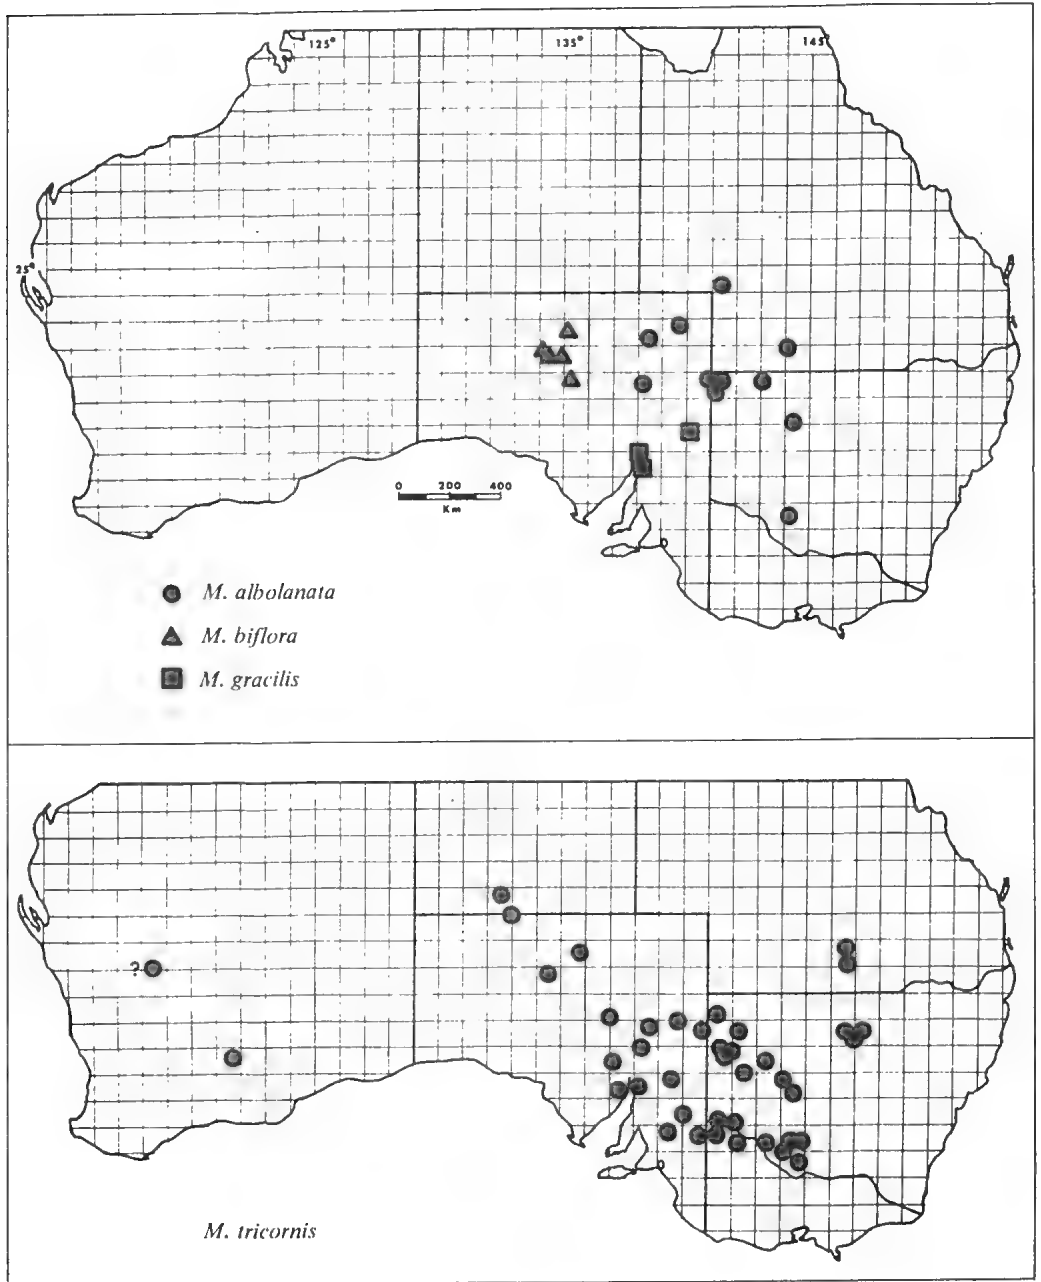 125° 135° 145°
25°
0 200 400
Km
M. albolanata
M. biflora
M. gracilis
?
M. tricornis